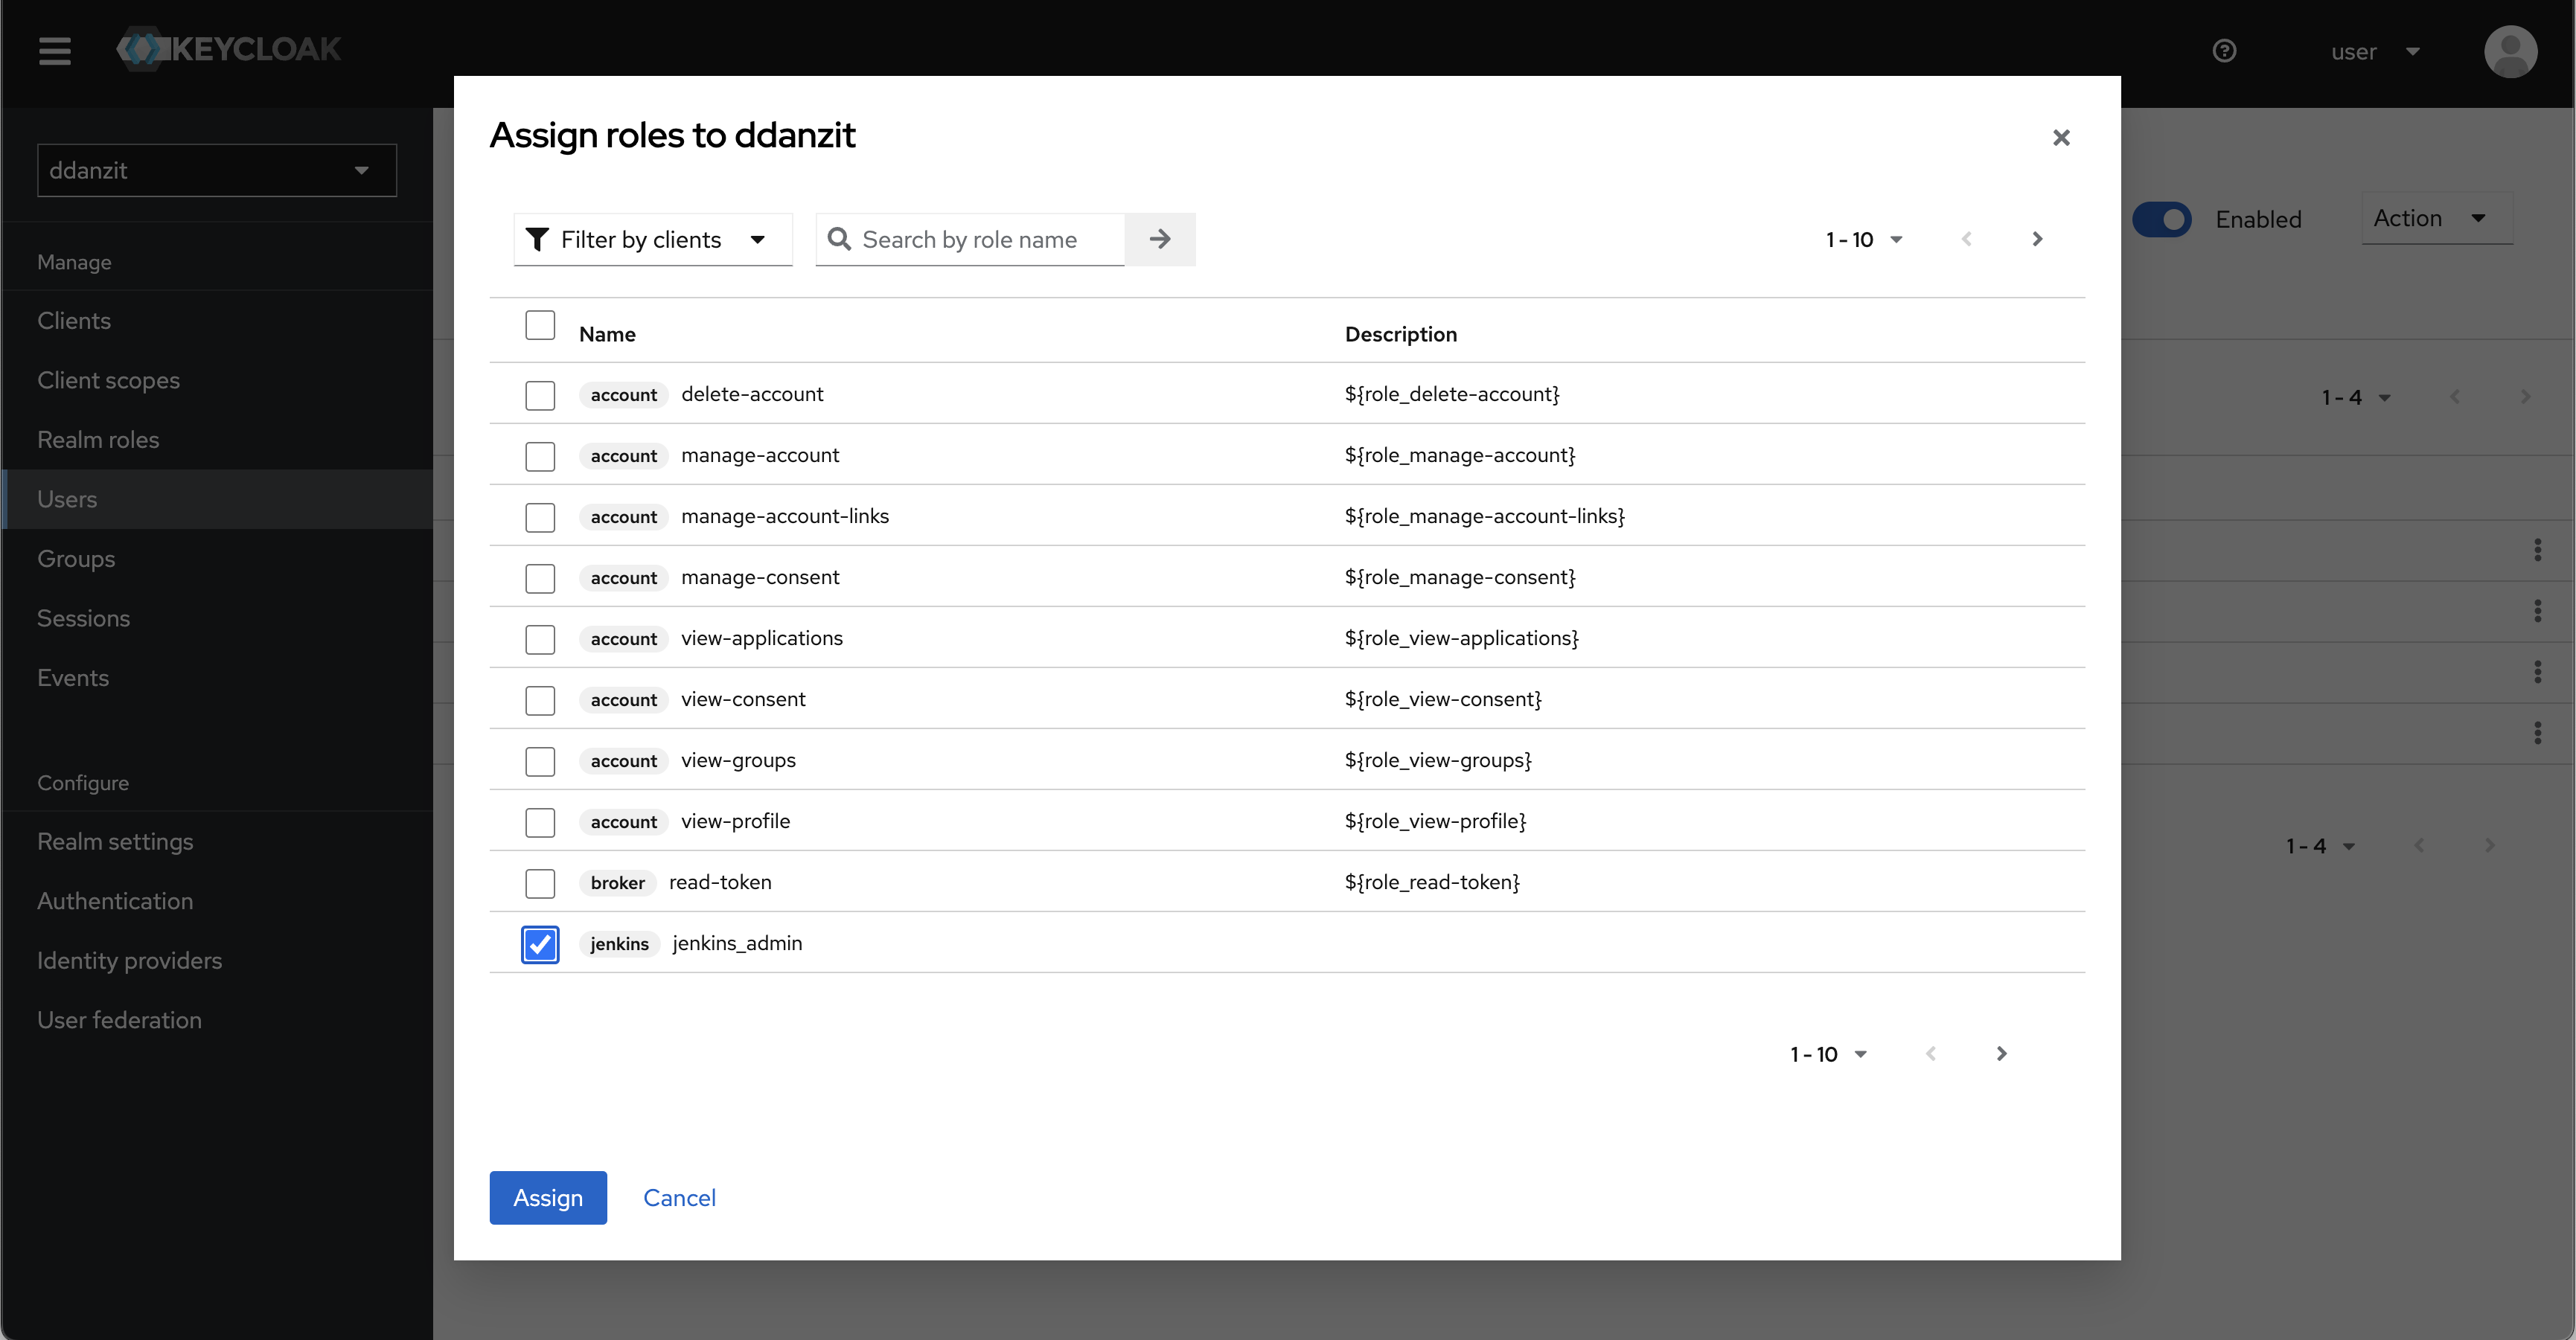 KEYCLOAK
user
ddanzit
Manage
Clients
Client scopes
Realm roles
Users
Groups
Sessions
Events
Configure
Realm settings
Authentication
Identity providers
User federation
Enabled
Action
1 - 4
1 - 4
Assign roles to ddanzit
Filter by clients
Search by role name
1 - 10
Name Description
account delete-account ${role_delete-account}
account manage-account ${role_manage-account}
account manage-account-links ${role_manage-account-links}
account manage-consent ${role_manage-consent}
account view-applications ${role_view-applications}
account view-consent ${role_view-consent}
account view-groups ${role_view-groups}
account view-profile ${role_view-profile}
broker read-token ${role_read-token}
jenkins jenkins_admin
1 - 10
Assign Cancel